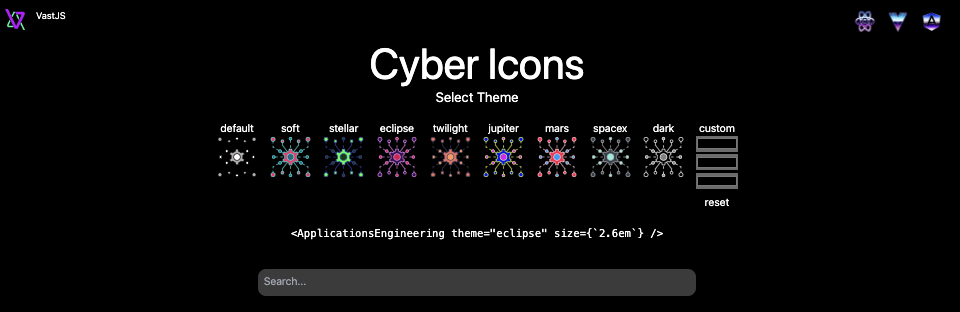 VastJS
Cyber Icons
Select Theme
default soft stellar eclipse twilight jupiter mars spacex dark custom
reset
<ApplicationsEngineering theme="eclipse" size={`2.6em`} />
Search...